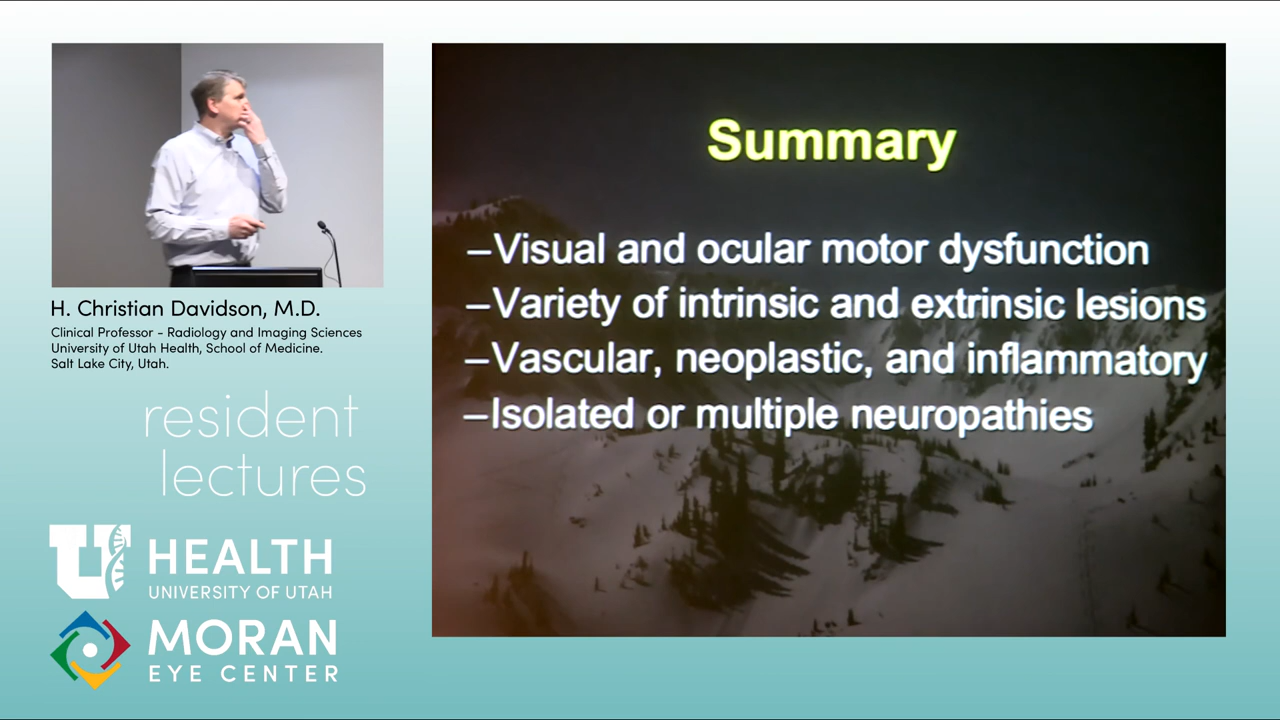 Summary
–Visual and ocular motor dysfunction
–Variety of intrinsic and extrinsic lesions
–Vascular, neoplastic, and inflammatory
–Isolated or multiple neuropathies
H. Christian Davidson, M.D.
Clinical Professor - Radiology and Imaging Sciences
University of Utah Health, School of Medicine.
Salt Lake City, Utah.
resident
lectures
U HEALTH
UNIVERSITY OF UTAH
MORAN
EYE CENTER